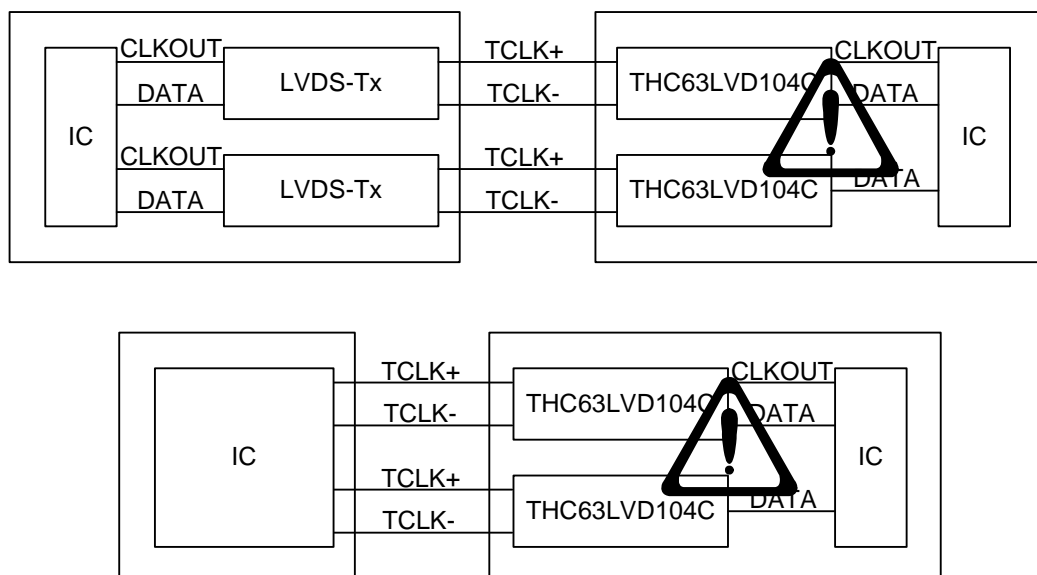 CLKOUT
LVDS-Tx
TCLK+
THC63LVD104C
CLKOUT
DATA
TCLK-
DATA
IC
IC
CLKOUT
LVDS-Tx
TCLK+
THC63LVD104C
DATA
DATA
TCLK-
TCLK+
THC63LVD104C
CLKOUT
TCLK-
DATA
IC
IC
TCLK+
THC63LVD104C
DATA
TCLK-